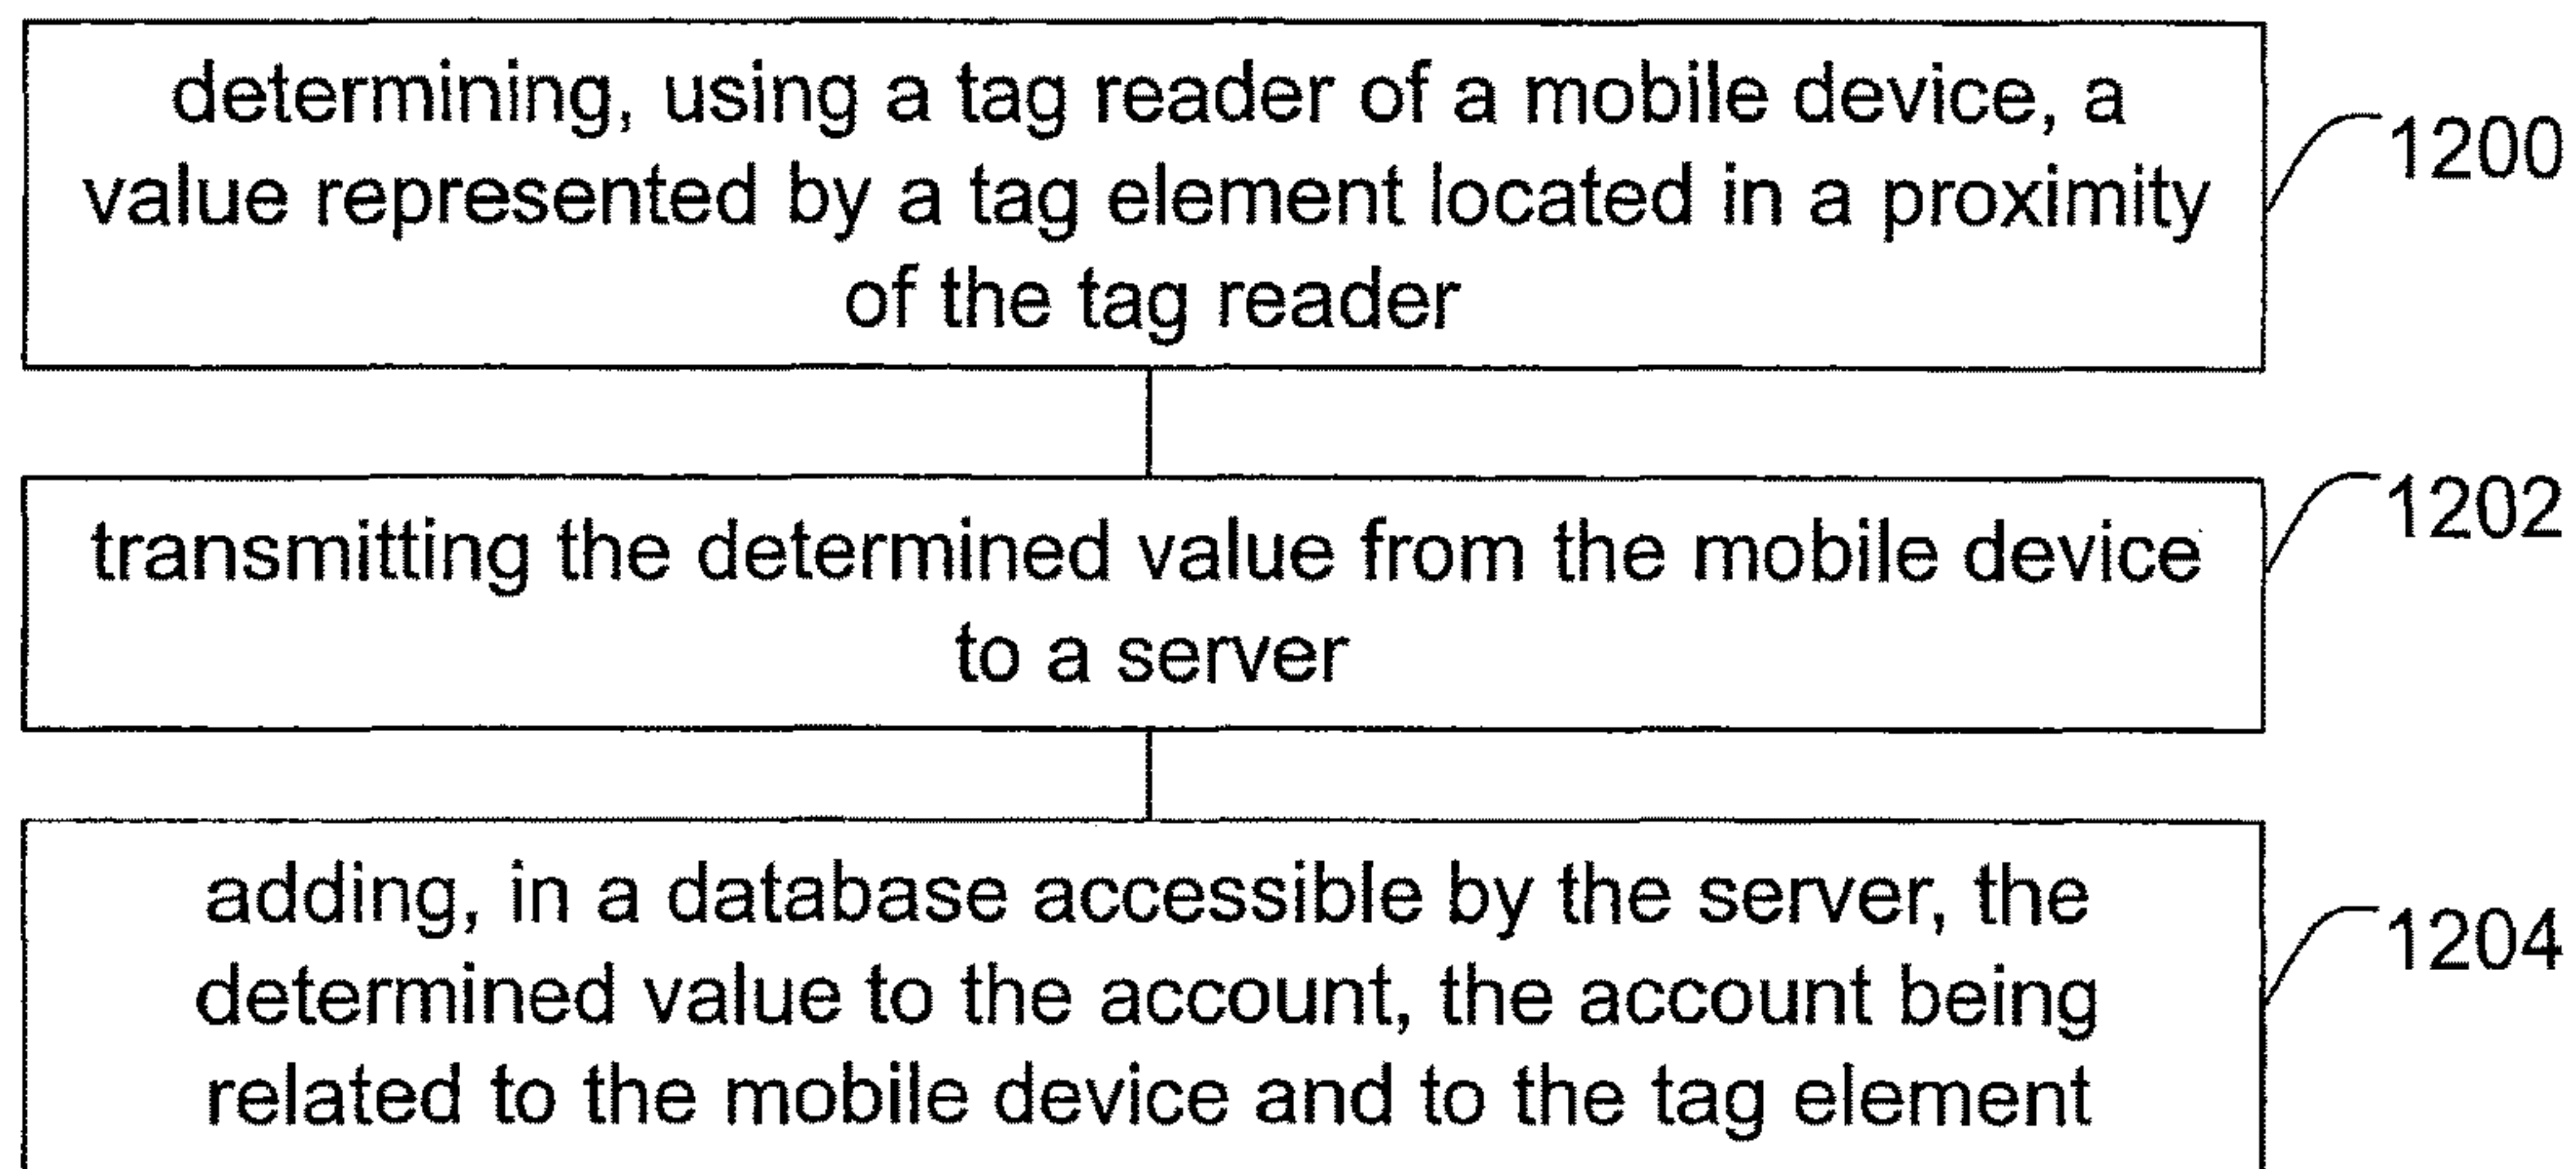 determining, using a tag reader of a mobile device, a
value represented by a tag element located in a proximity
of the tag reader
1200
transmitting the determined value from the mobile device
to a server
1202
adding, in a database accessible by the server, the
determined value to the account, the account being
related to the mobile device and to the tag element
1204